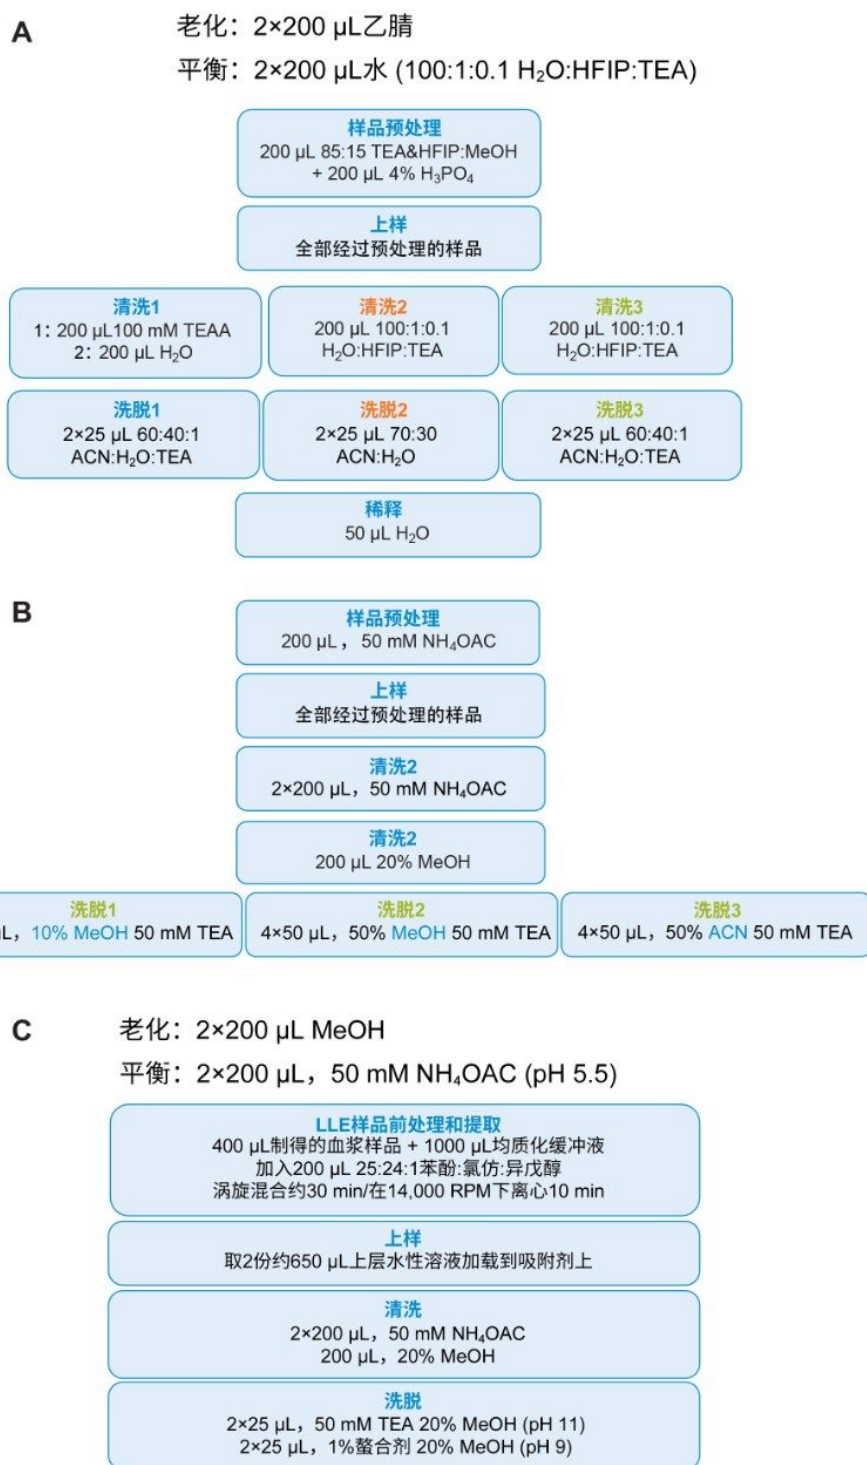 A
老化：2×200 µL乙腈
平衡：2×200 µL水 (100:1:0.1 H₂O:HFIP:TEA)
样品预处理
200 µL 85:15 TEA&HFIP:MeOH
+ 200 µL 4% H₃PO₄
上样
全部经过预处理的样品
清洗1
1：200 µL100 mM TEAA
2：200 µL H₂O
清洗2
200 µL 100:1:0.1
H₂O:HFIP:TEA
清洗3
200 µL 100:1:0.1
H₂O:HFIP:TEA
洗脱1
2×25 µL 60:40:1
ACN:H₂O:TEA
洗脱2
2×25 µL 70:30
ACN:H₂O
洗脱3
2×25 µL 60:40:1
ACN:H₂O:TEA
稀释
50 µL H₂O
B
样品预处理
200 µL，50 mM NH₄OAC
上样
全部经过预处理的样品
清洗2
2×200 µL，50 mM NH₄OAC
清洗2
200 µL 20% MeOH
洗脱1
L，10% MeOH 50 mM TEA
洗脱2
4×50 µL，50% MeOH 50 mM TEA
洗脱3
4×50 µL，50% ACN 50 mM TEA
C
老化：2×200 µL MeOH
平衡：2×200 µL，50 mM NH₄OAC (pH 5.5)
LLE样品前处理和提取
400 µL制得的血浆样品 + 1000 µL均质化缓冲液
加入200 µL 25:24:1苯酚:氯仿:异戊醇
涡旋混合约30 min/在14,000 RPM下离心10 min
上样
取2份约650 µL上层水性溶液加载到吸附剂上
清洗
2×200 µL，50 mM NH₄OAC
200 µL，20% MeOH
洗脱
2×25 µL，50 mM TEA 20% MeOH (pH 11)
2×25 µL，1%螯合剂 20% MeOH (pH 9)